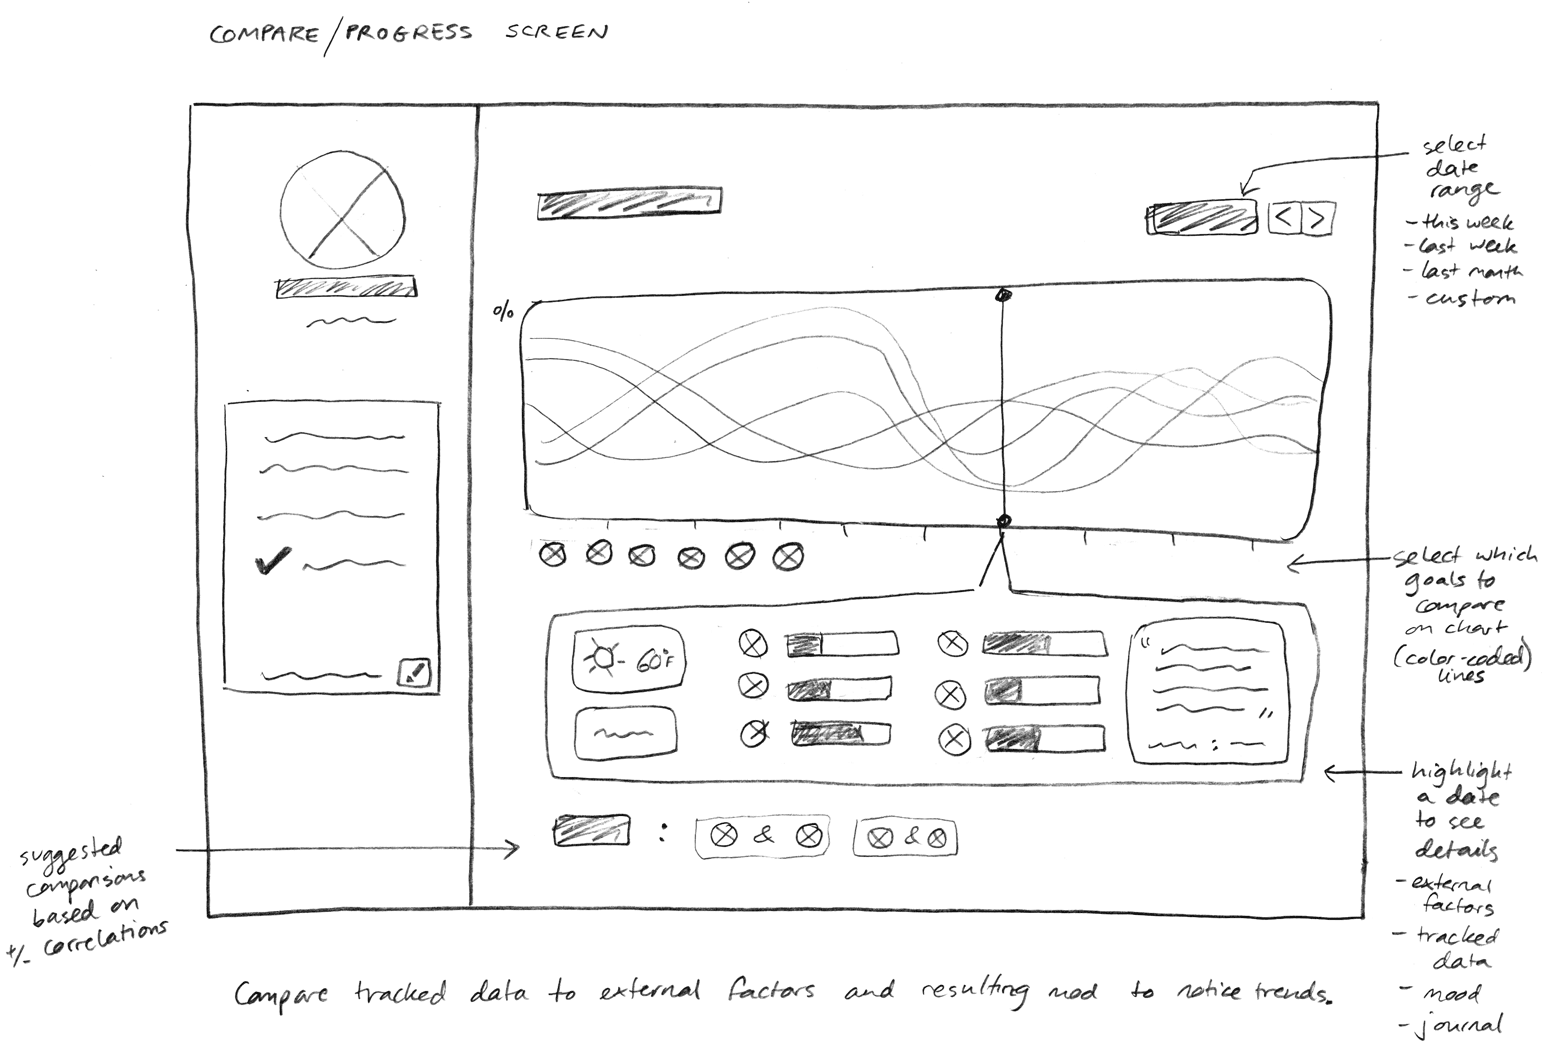 COMPARE/PROGRESS SCREEN
select
date
range
- this week
- last week
- last month
- custom
< >
%
select which
goals to
compare
on chart
(color-coded)
lines
60°F
“
”
:
highlight
a date
to see
details
- external
factors
- tracked
data
- mood
- journal
: & &
suggested
comparisons
based on
+/- correlations
Compare tracked data to external factors and resulting mod to notice trends.